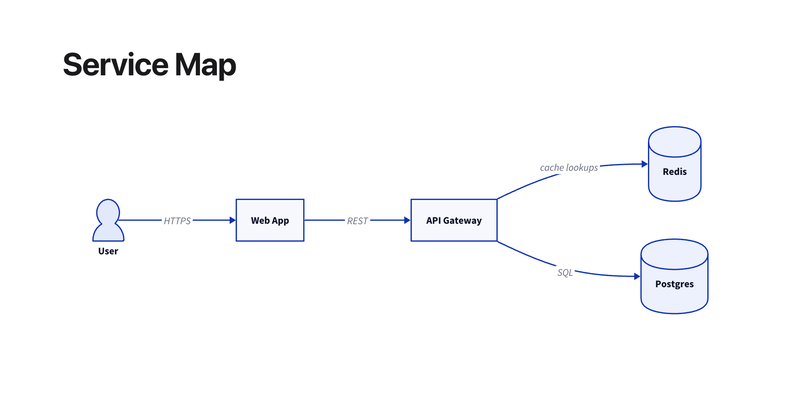 Service Map
User
HTTPS
Web App
REST
API Gateway
cache lookups
Redis
SQL
Postgres